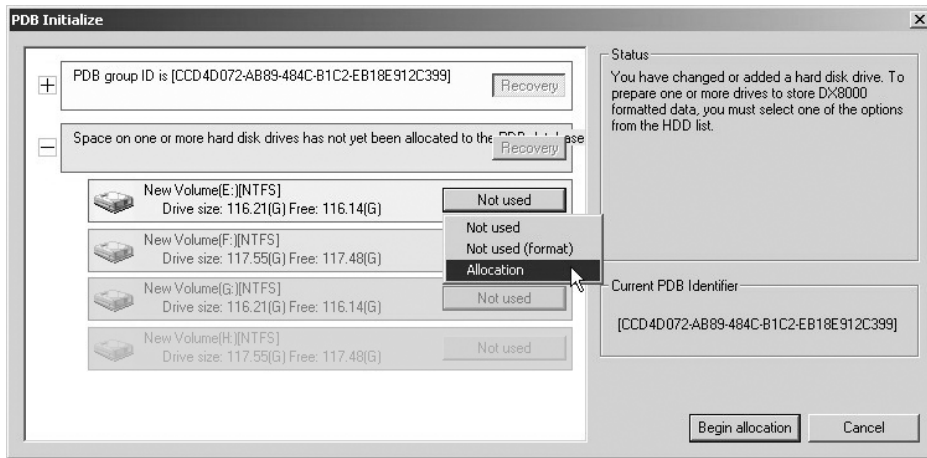 PDB Initialize
PDB group ID is [CCD4D072-AB89-484C-B1C2-EB18E912C399]
Recovery
Space on one or more hard disk drives has not yet been allocated to the
Recovery
New Volume(E:)[NTFS]
Drive size: 116.21(G) Free: 116.14(G)
Not used
Not used
Not used (format)
Allocation
New Volume(F:)[NTFS]
Drive size: 117.55(G) Free: 117.48(G)
New Volume(G:)[NTFS]
Drive size: 116.21(G) Free: 116.14(G)
Not used
New Volume(H:)[NTFS]
Drive size: 117.55(G) Free: 117.48(G)
Not used
Status
You have changed or added a hard disk drive. To
prepare one or more drives to store DX8000
formatted data, you must select one of the options
from the HDD list.
Current PDB Identifier
[CCD4D072-AB89-484C-B1C2-EB18E912C399]
Begin allocation
Cancel